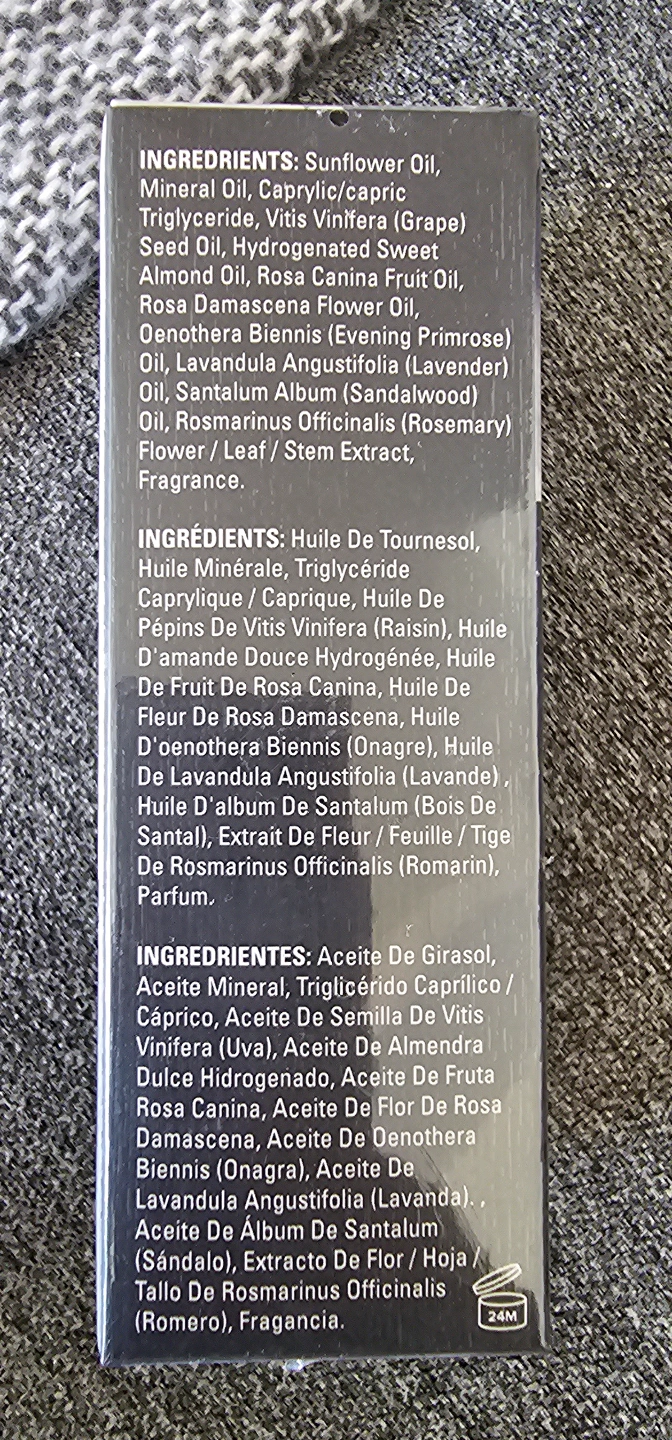 INGREDRIENTS: Sunflower Oil,
Mineral Oil, Caprylic/capric
Triglyceride, Vitis Vinifera (Grape)
Seed Oil, Hydrogenated Sweet
Almond Oil, Rosa Canina Fruit Oil,
Rosa Damascena Flower Oil,
Oenothera Biennis (Evening Primrose)
Oil, Lavandula Angustifolia (Lavender)
Oil, Santalum Album (Sandalwood)
Oil, Rosmarinus Officinalis (Rosemary)
Flower / Leaf / Stem Extract,
Fragrance.
INGRÉDIENTS: Huile De Tournesol,
Huile Minérale, Triglycéride
Caprylique / Caprique, Huile De
Pépins De Vitis Vinifera (Raisin), Huile
D'amande Douce Hydrogénée, Huile
De Fruit De Rosa Canina, Huile De
Fleur De Rosa Damascena, Huile
D'oenothera Biennis (Onagre), Huile
De Lavandula Angustifolia (Lavande) ,
Huile D'album De Santalum (Bois De
Santal), Extrait De Fleur / Feuille / Tige
De Rosmarinus Officinalis (Romarin),
Parfum.
INGREDRIENTES: Aceite De Girasol,
Aceite Mineral, Triglicérido Caprílico /
Cáprico, Aceite De Semilla De Vitis
Vinifera (Uva), Aceite De Almendra
Dulce Hidrogenado, Aceite De Fruta
Rosa Canina, Aceite De Flor De Rosa
Damascena, Aceite De Oenothera
Biennis (Onagra), Aceite De
Lavandula Angustifolia (Lavanda). ,
Aceite De Álbum De Santalum
(Sándalo), Extracto De Flor / Hoja /
Tallo De Rosmarinus Officinalis
(Romero), Fragancia.
24M